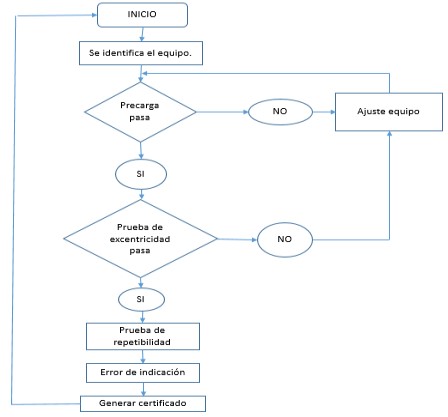 INICIO
Se identifica el equipo.
Precarga
pasa
NO
Ajuste equipo
SI
Prueba de
excentricidad
pasa
NO
SI
Prueba de
repetibilidad
Error de indicación
Generar certificado